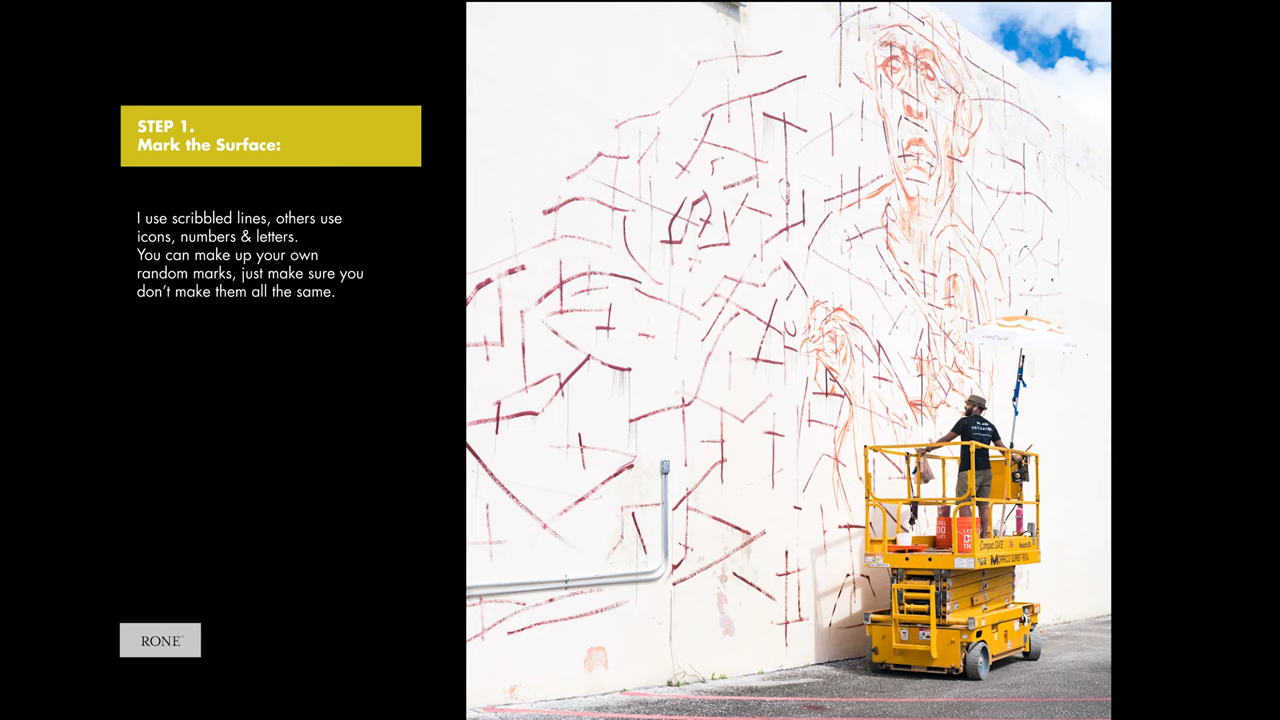 STEP 1.
Mark the Surface:
I use scribbled lines, others use
icons, numbers & letters.
You can make up your own
random marks, just make sure you
don't make them all the same.
RONE